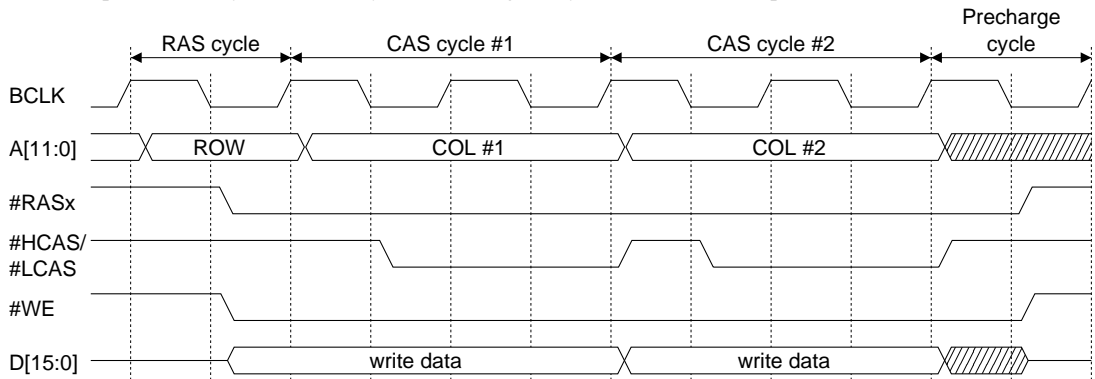 Precharge
RAS cycle CAS cycle #1 CAS cycle #2 cycle
BCLK
A[11:0] ROW COL #1 COL #2
#RASx
#HCAS/
#LCAS
#WE
D[15:0] write data write data